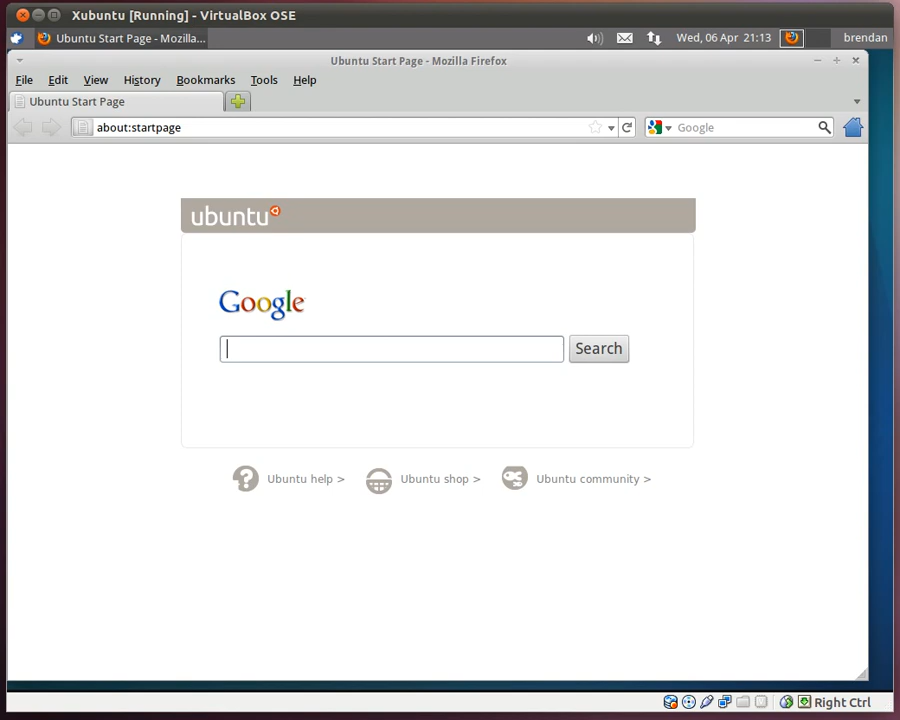 Xubuntu [Running] - VirtualBox OSE
Ubuntu Start Page - Mozilla...
Wed, 06 Apr 21:13
brendan
Ubuntu Start Page - Mozilla Firefox
File Edit View History Bookmarks Tools Help
Ubuntu Start Page
about:startpage
Google
ubuntu
Google
Search
Ubuntu help >
Ubuntu shop >
Ubuntu community >
Right Ctrl